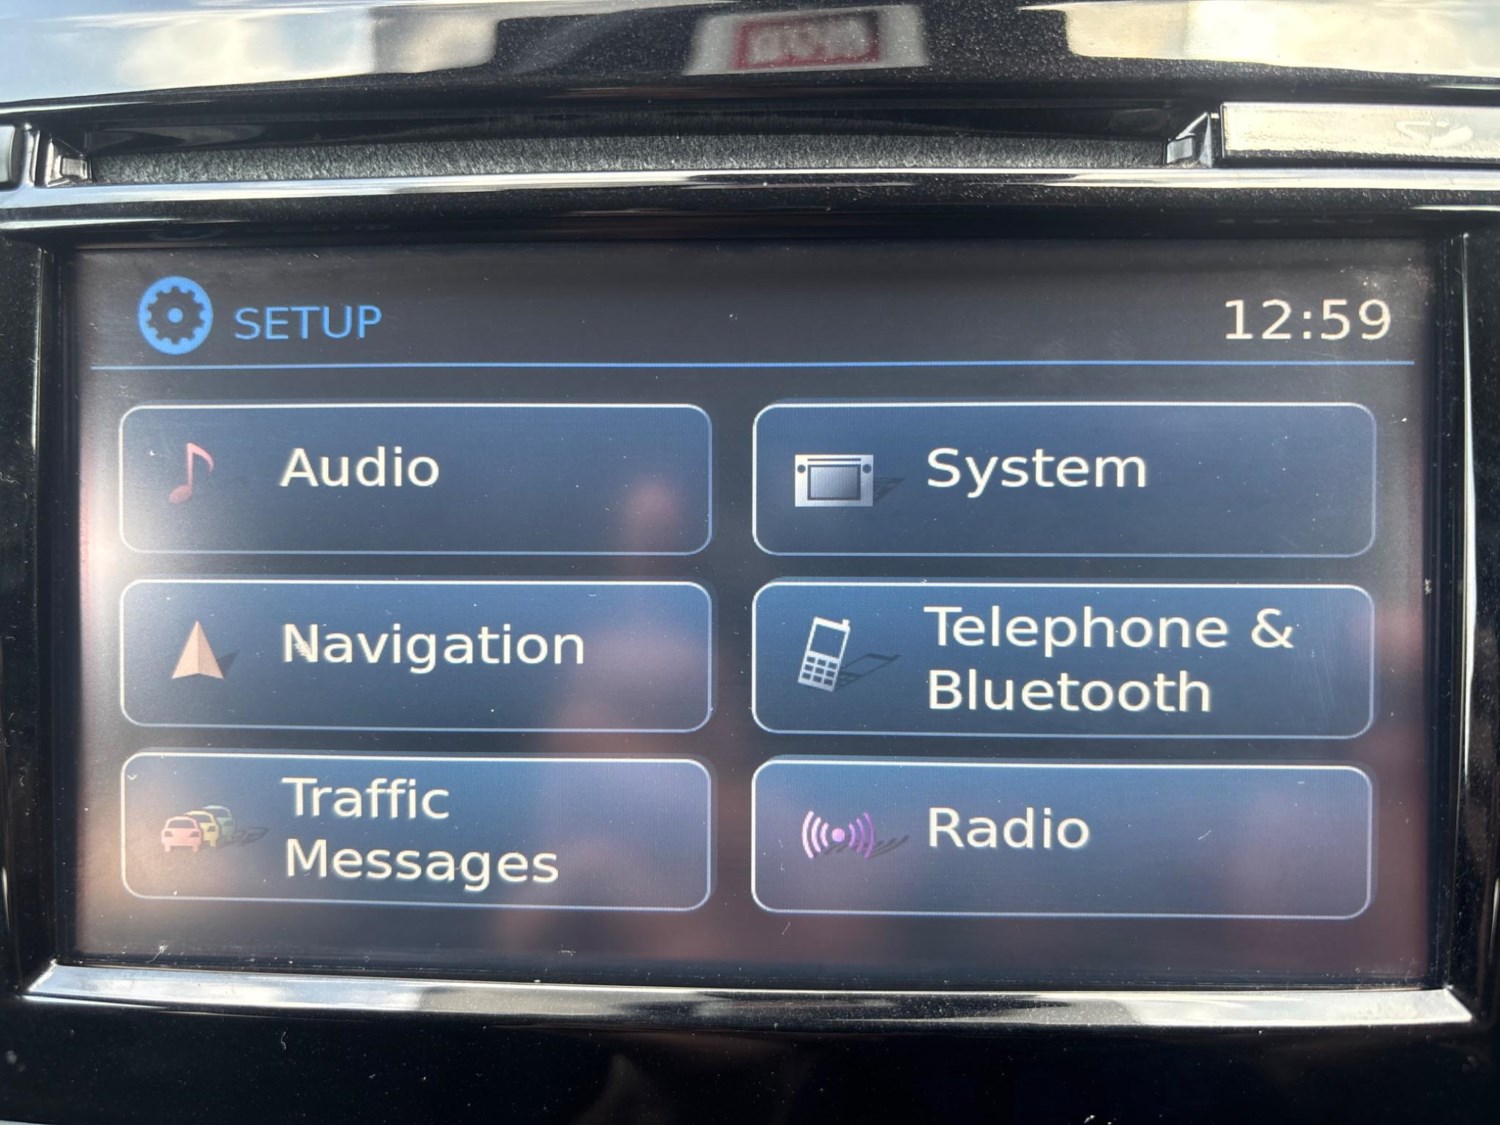 SETUP
12:59
Audio
System
Navigation
Telephone &
Bluetooth
Traffic
Messages
Radio